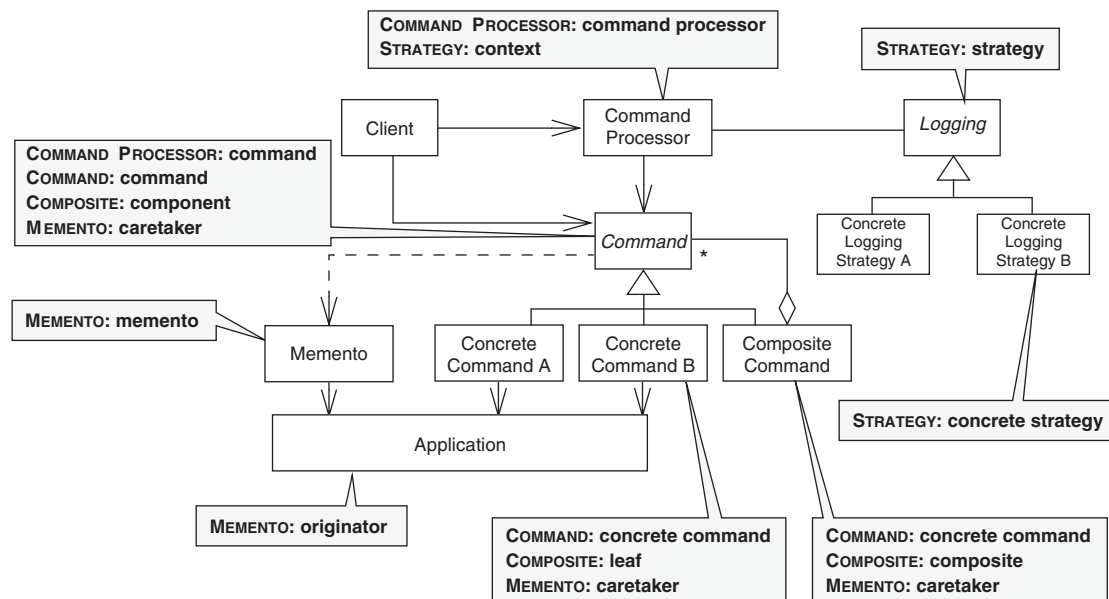 COMMAND PROCESSOR: command processor
STRATEGY: context
STRATEGY: strategy
Client
Command
Processor
Logging
COMMAND PROCESSOR: command
COMMAND: command
COMPOSITE: component
MEMENTO: caretaker
Command
*
Concrete
Logging
Strategy A
Concrete
Logging
Strategy B
MEMENTO: memento
Memento
Concrete
Command A
Concrete
Command B
Composite
Command
STRATEGY: concrete strategy
Application
MEMENTO: originator
COMMAND: concrete command
COMPOSITE: leaf
MEMENTO: caretaker
COMMAND: concrete command
COMPOSITE: composite
MEMENTO: caretaker